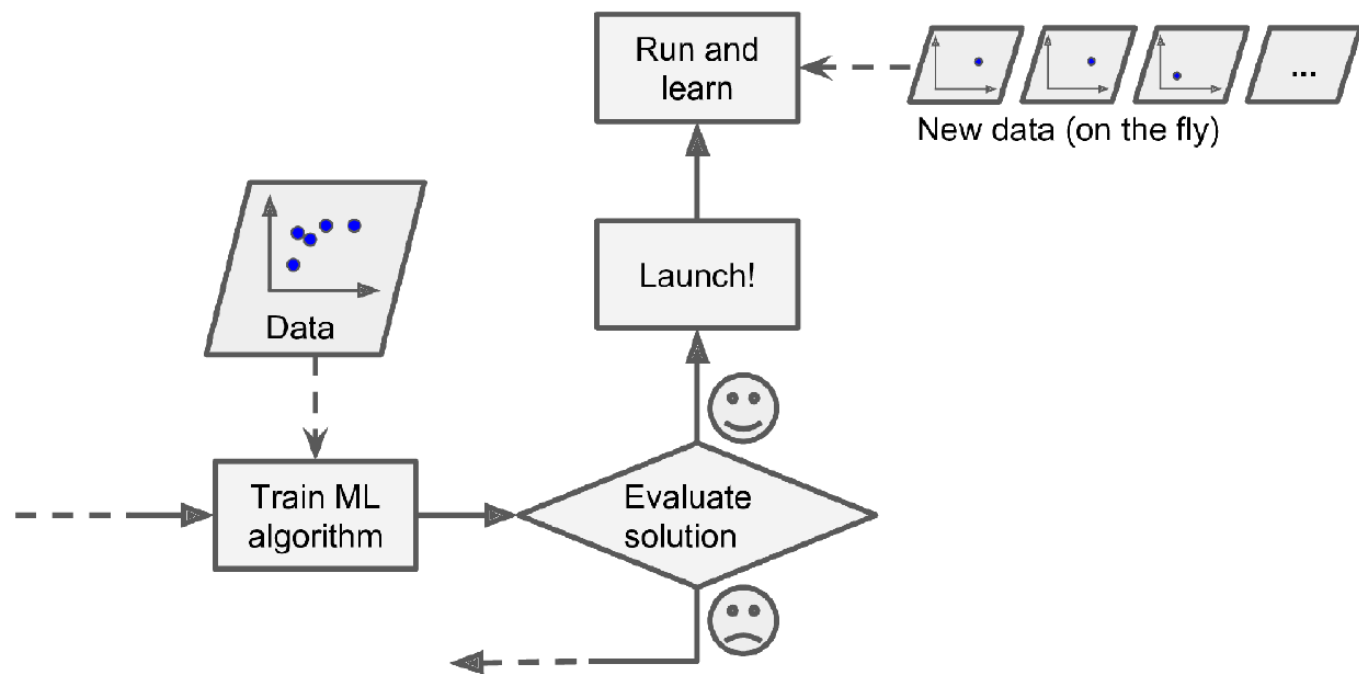 Run and
learn
...
New data (on the fly)
Launch!
Data
Train ML
algorithm
Evaluate
solution